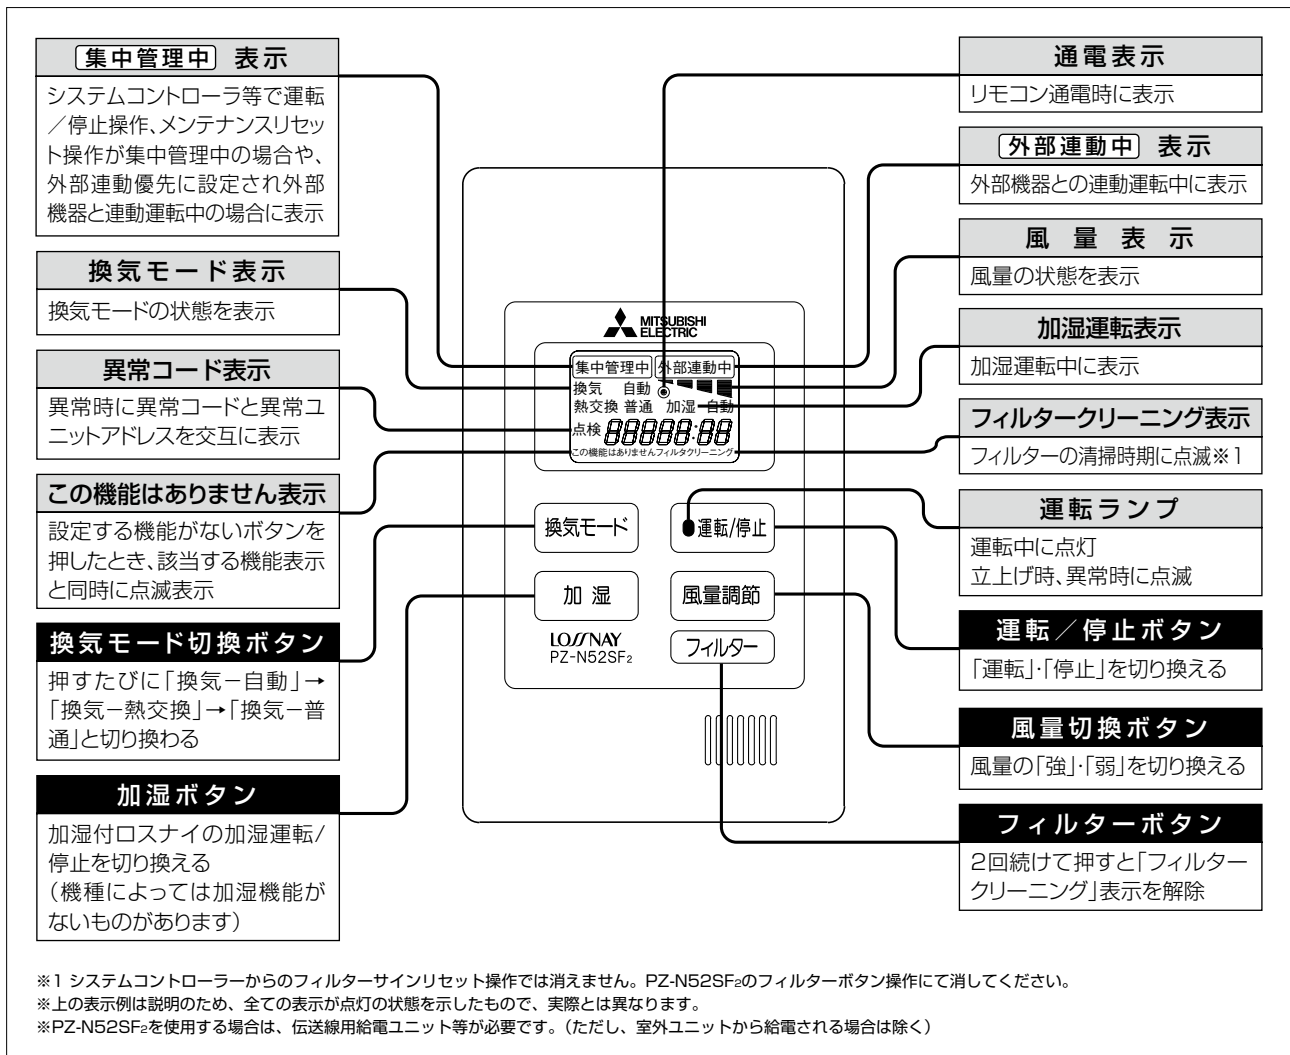 集中管理中 表示
システムコントローラ等で運転
／停止操作、メンテナンスリセッ
ト操作が集中管理中の場合や、
外部連動優先に設定され外部
機器と連動運転中の場合に表示
換気モード表示
換気モードの状態を表示
異常コード表示
異常時に異常コードと異常ユ
ニットアドレスを交互に表示
この機能はありません表示
設定する機能がないボタンを
押したとき、該当する機能表示
と同時に点滅表示
換気モード切換ボタン
押すたびに「換気－自動」→
「換気－熱交換」→「換気－普
通」と切り換わる
加湿ボタン
加湿付ロスナイの加湿運転/
停止を切り換える
（機種によっては加湿機能が
ないものがあります）
MITSUBISHI
ELECTRIC
集中管理中 外部連動中
換気 自動
熱交換 普通 加湿 自動
点検 88888:88
この機能はありません フィルタクリーニング
換気モード 運転/停止
加湿 風量調節
LOSSNAY
PZ-N52SF₂
フィルター
通電表示
リモコン通電時に表示
外部連動中 表示
外部機器との連動運転中に表示
風量表示
風量の状態を表示
加湿運転表示
加湿運転中に表示
フィルタークリーニング表示
フィルターの清掃時期に点滅※1
運転ランプ
運転中に点灯
立上げ時、異常時に点滅
運転／停止ボタン
「運転」・「停止」を切り換える
風量切換ボタン
風量の「強」・「弱」を切り換える
フィルターボタン
2回続けて押すと「フィルター
クリーニング」表示を解除
※1 システムコントローラーからのフィルターサインリセット操作では消えません。PZ-N52SF₂のフィルターボタン操作にて消してください。
※上の表示例は説明のため、全ての表示が点灯の状態を示したもので、実際とは異なります。
※PZ-N52SF₂を使用する場合は、伝送線用給電ユニット等が必要です。（ただし、室外ユニットから給電される場合は除く）